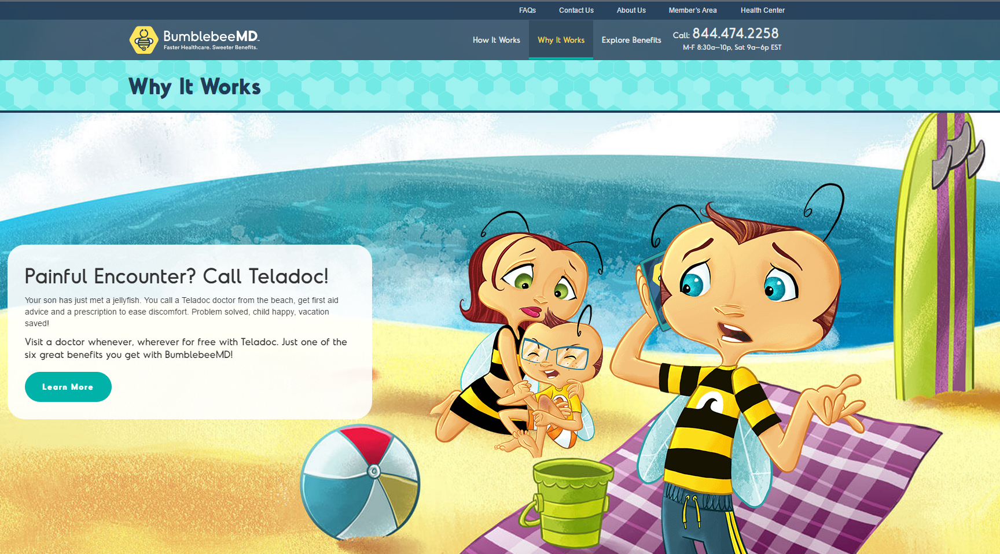 FAQs Contact Us About Us Member's Area Health Center
BumblebeeMD
Faster Healthcare. Sweeter Benefits.
How It Works Why It Works Explore Benefits
Call: 844.474.2258
M-F 8:30a—10p, Sat 9a—6p EST
Why It Works
Painful Encounter? Call Teladoc!
Your son has just met a jellyfish. You call a Teladoc doctor from the beach, get first aid
advice and a prescription to ease discomfort. Problem solved, child happy, vacation
saved!
Visit a doctor whenever, wherever for free with Teladoc. Just one of the
six great benefits you get with BumblebeeMD!
Learn More